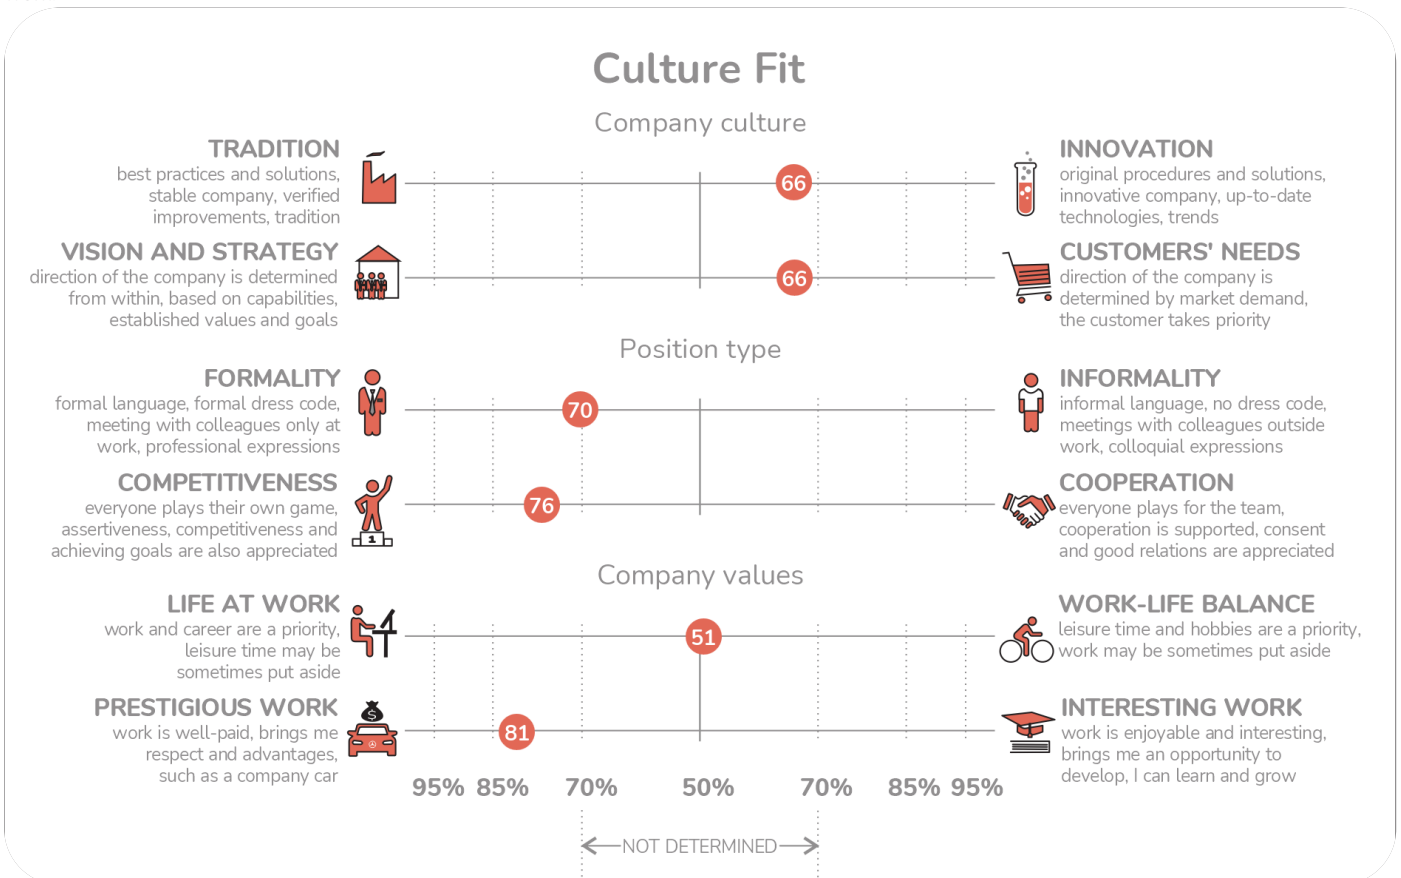 Culture Fit
Company culture
TRADITION
best practices and solutions,
stable company, verified
improvements, tradition
66
INNOVATION
original procedures and solutions,
innovative company, up-to-date
technologies, trends
VISION AND STRATEGY
direction of the company is determined
from within, based on capabilities,
established values and goals
66
CUSTOMERS' NEEDS
direction of the company is
determined by market demand,
the customer takes priority
Position type
FORMALITY
formal language, formal dress code,
meeting with colleagues only at
work, professional expressions
70
INFORMALITY
informal language, no dress code,
meetings with colleagues outside
work, colloquial expressions
COMPETITIVENESS
everyone plays their own game,
assertiveness, competitiveness and
achieving goals are also appreciated
1
76
COOPERATION
everyone plays for the team,
cooperation is supported, consent
and good relations are appreciated
Company values
LIFE AT WORK
work and career are a priority,
leisure time may be
sometimes put aside
51
WORK-LIFE BALANCE
leisure time and hobbies are a priority,
work may be sometimes put aside
PRESTIGIOUS WORK
work is well-paid, brings me
respect and advantages,
such as a company car
$
81
INTERESTING WORK
work is enjoyable and interesting,
brings me an opportunity to
develop, I can learn and grow
95% 85% 70% 50% 70% 85% 95%
NOT DETERMINED